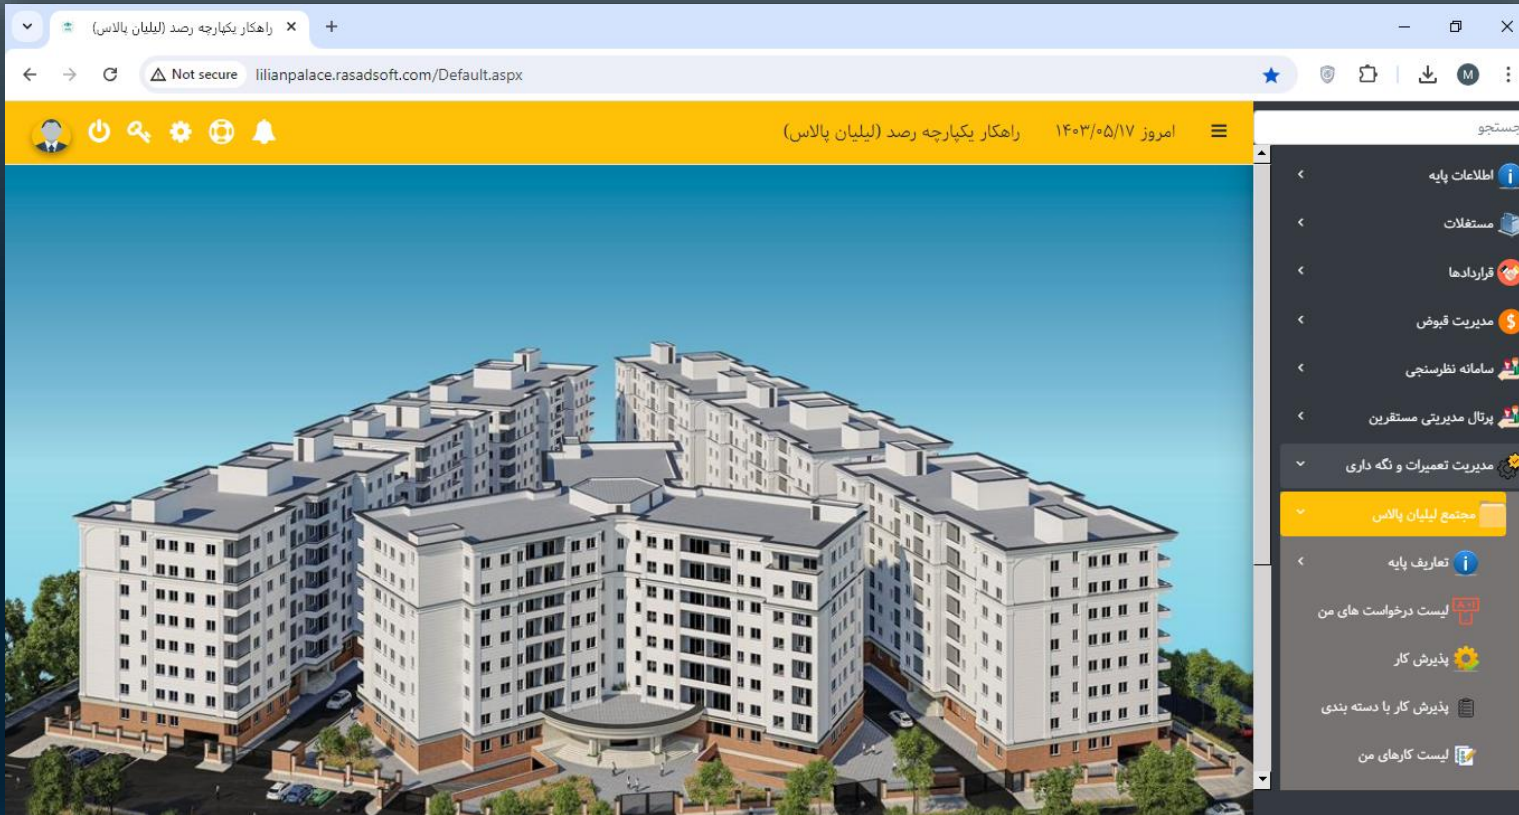 راهکار یکپارچه رصد (لیلیان پالاس)
Not secure lilianpalace.rasadsoft.com/Default.aspx
M
امروز ۱۴۰۳/۰۵/۱۷ راهکار یکپارچه رصد (لیلیان پالاس)
جستجو
اطلاعات پایه
مستغلات
قراردادها
مدیریت قبوض
سامانه نظرسنجی
پرتال مدیریتی مستقرین
مدیریت تعمیرات و نگه داری
مجتمع لیلیان پالاس
تعاریف پایه
لیست درخواست های من
پذیرش کار
پذیرش کار با دسته بندی
لیست کارهای من